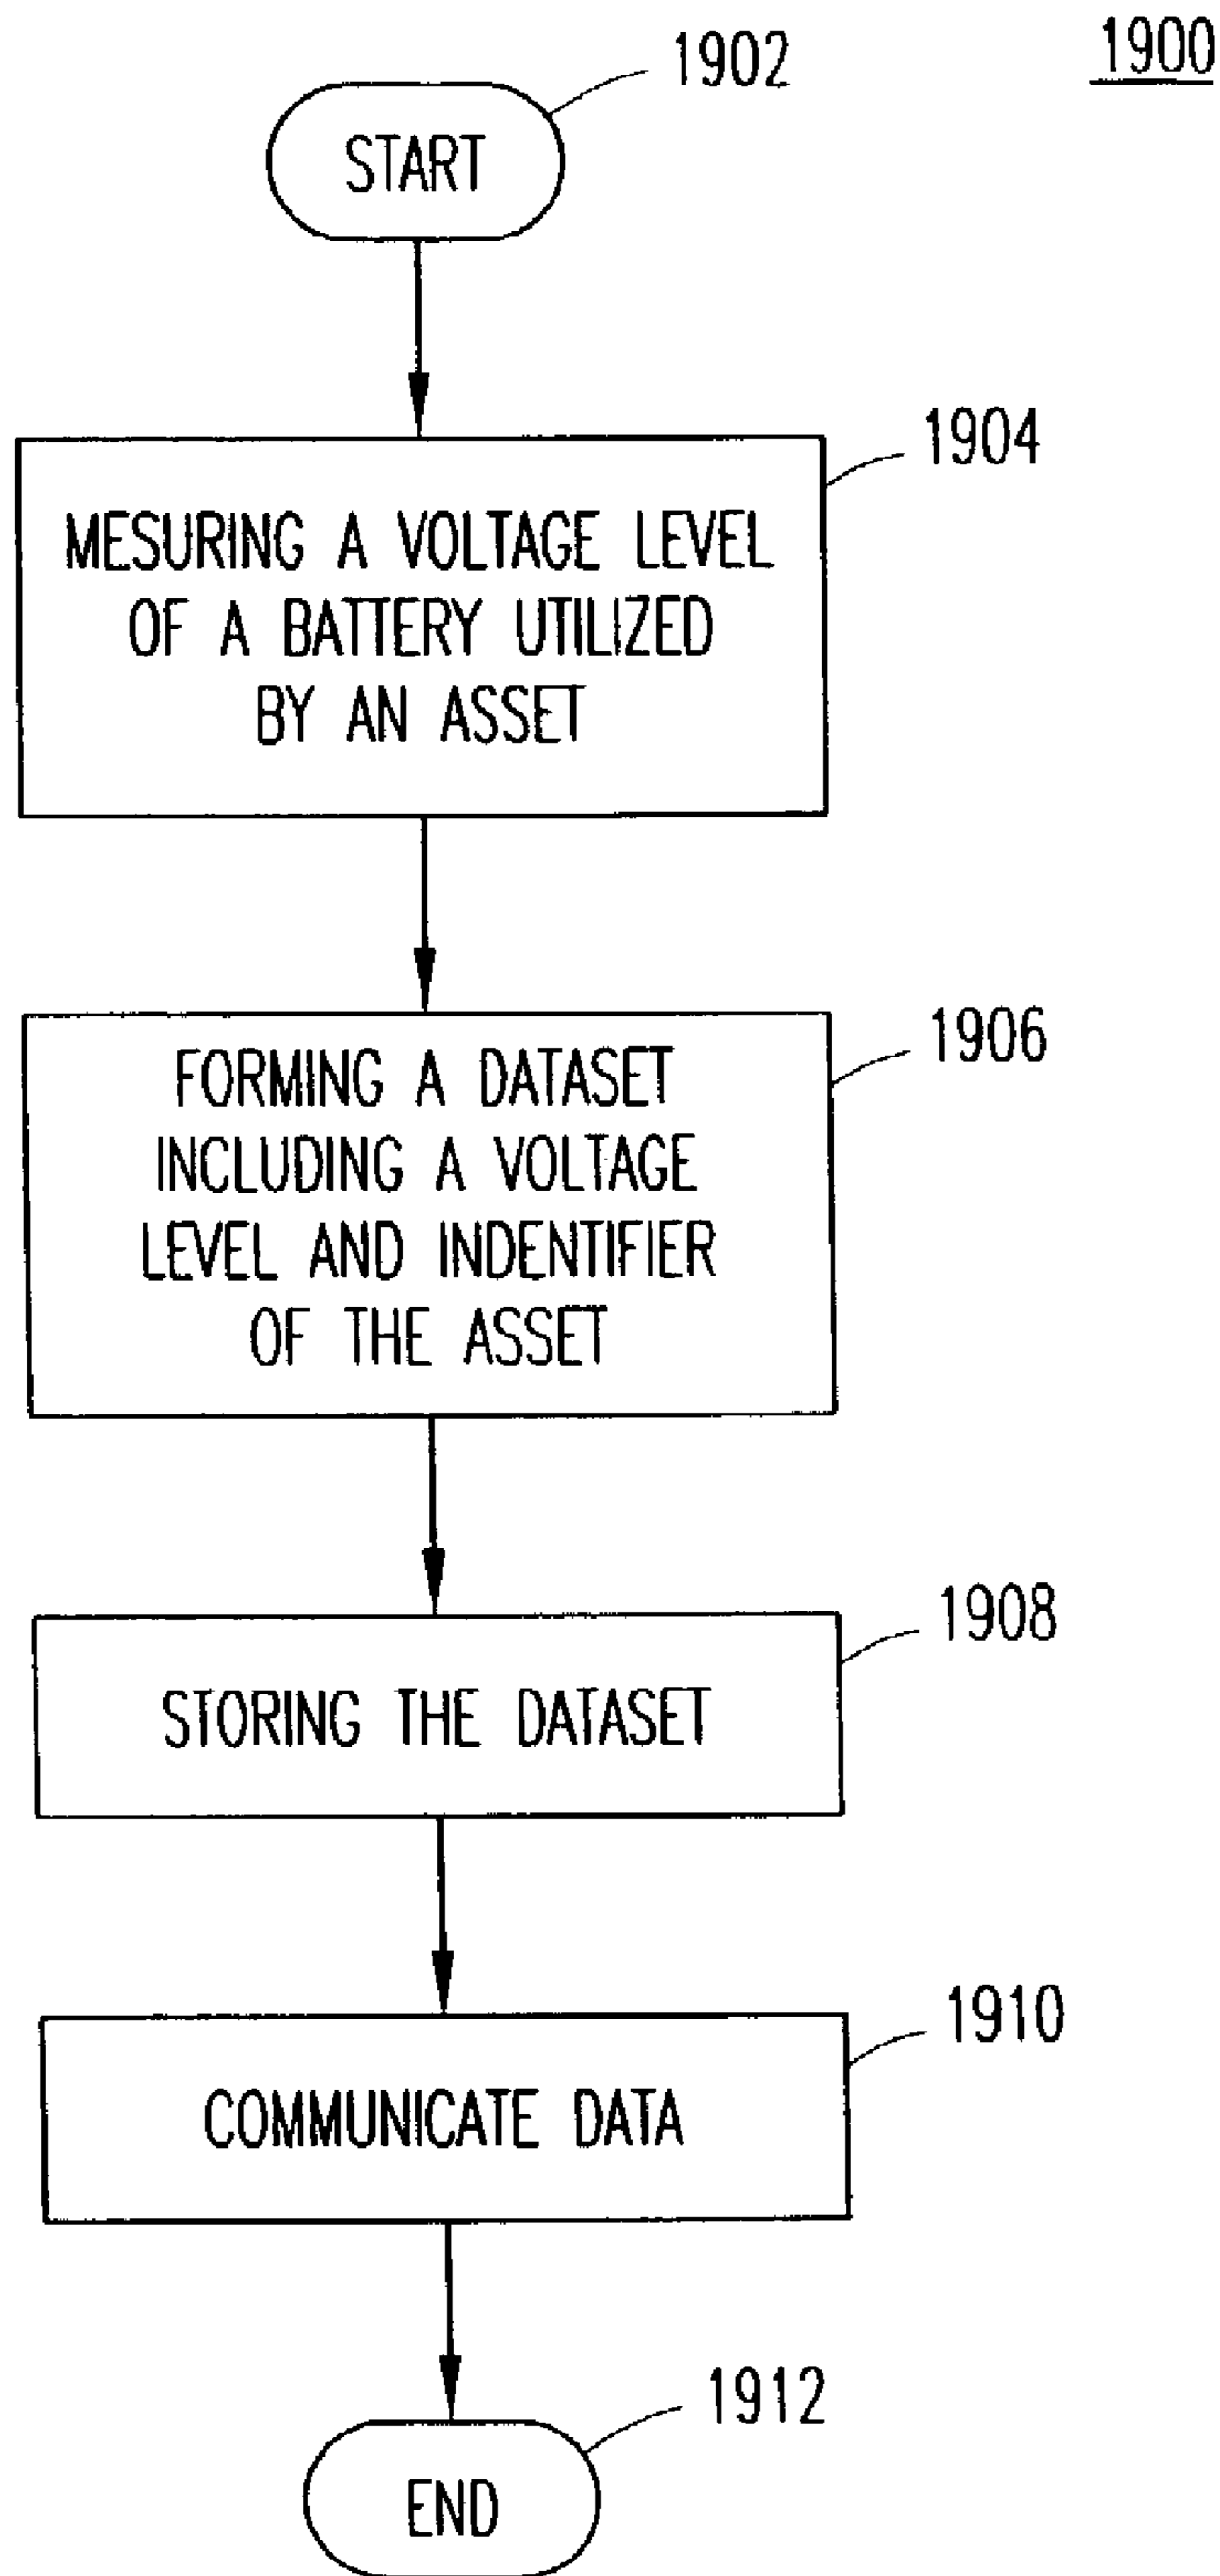 1900
1902
START
1904
MESURING A VOLTAGE LEVEL
OF A BATTERY UTILIZED
BY AN ASSET
1906
FORMING A DATASET
INCLUDING A VOLTAGE
LEVEL AND INDENTIFIER
OF THE ASSET
1908
STORING THE DATASET
1910
COMMUNICATE DATA
1912
END